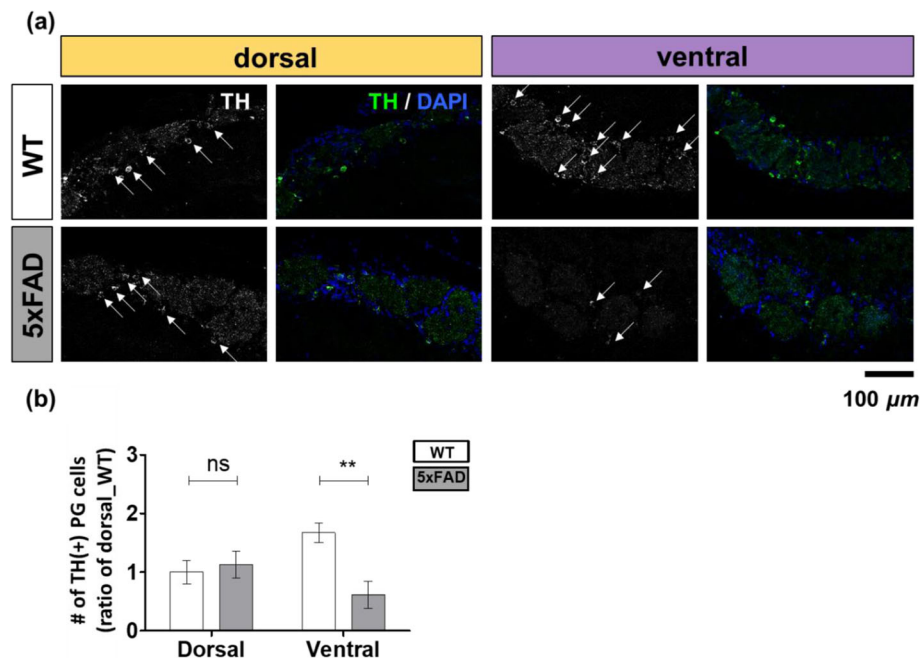 (a)
dorsal
ventral
WT
TH
TH / DAPI
5xFAD
100 μm
(b)
# of TH(+) PG cells
(ratio of dorsal_WT)
3
2
1
0
ns
**
WT
5xFAD
Dorsal
Ventral